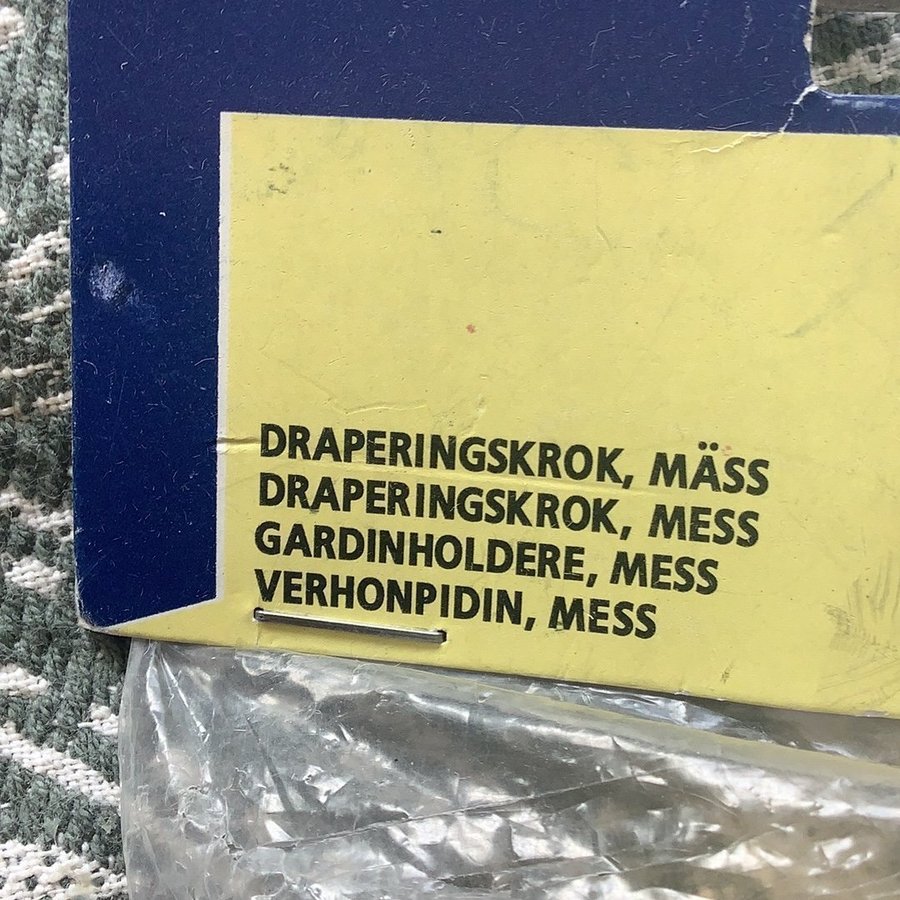 DRAPERINGSKROK, MÄSS
DRAPERINGSKROK, MESS
GARDINHOLDERE, MESS
VERHONPIDIN, MESS